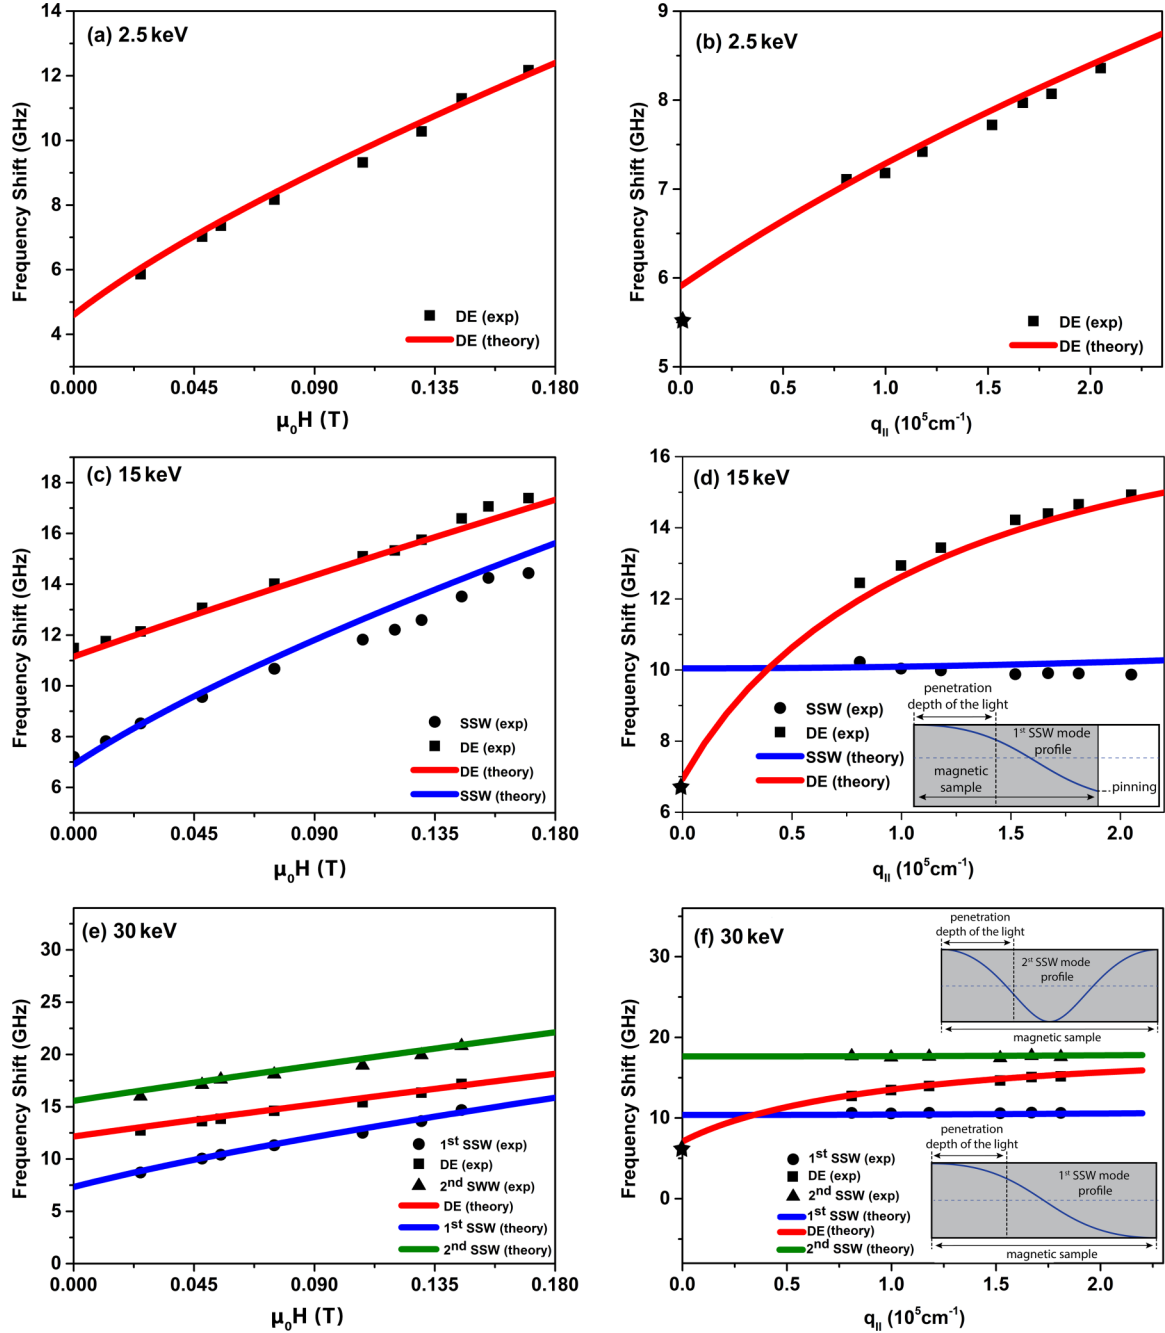 (a) 2.5 keV
14
12
10
8
6
4
Frequency Shift (GHz)
DE (exp)
DE (theory)
0.000
0.045
0.090
0.135
0.180
μ₀H (T)
(b) 2.5 keV
9
8
7
6
5
Frequency Shift (GHz)
DE (exp)
DE (theory)
0.0
0.5
1.0
1.5
2.0
q_II (10⁵cm⁻¹)
(c) 15 keV
18
16
14
12
10
8
6
Frequency Shift (GHz)
SSW (exp)
DE (exp)
DE (theory)
SSW (theory)
0.000
0.045
0.090
0.135
0.180
μ₀H (T)
(d) 15 keV
16
14
12
10
8
6
Frequency Shift (GHz)
SSW (exp)
DE (exp)
SSW (theory)
DE (theory)
penetration
depth of the light
1ˢᵗ SSW mode
profile
magnetic
sample
pinning
0.0
0.5
1.0
1.5
2.0
q_II (10⁵cm⁻¹)
(e) 30 keV
30
25
20
15
10
5
0
Frequency Shift (GHz)
1ˢᵗ SSW (exp)
DE (exp)
2ⁿᵈ SWW (exp)
DE (theory)
1ˢᵗ SSW (theory)
2ⁿᵈ SSW (theory)
0.000
0.045
0.090
0.135
0.180
μ₀H (T)
(f) 30 keV
30
20
10
0
Frequency Shift (GHz)
penetration
depth of the light
2ˢᵗ SSW mode
profile
magnetic sample
1ˢᵗ SSW (exp)
DE (exp)
2ⁿᵈ SSW (exp)
1ˢᵗ SSW (theory)
DE (theory)
2ⁿᵈ SSW (theory)
penetration
depth of the light
1ˢᵗ SSW mode
profile
magnetic sample
0.0
0.5
1.0
1.5
2.0
q_II (10⁵cm⁻¹)